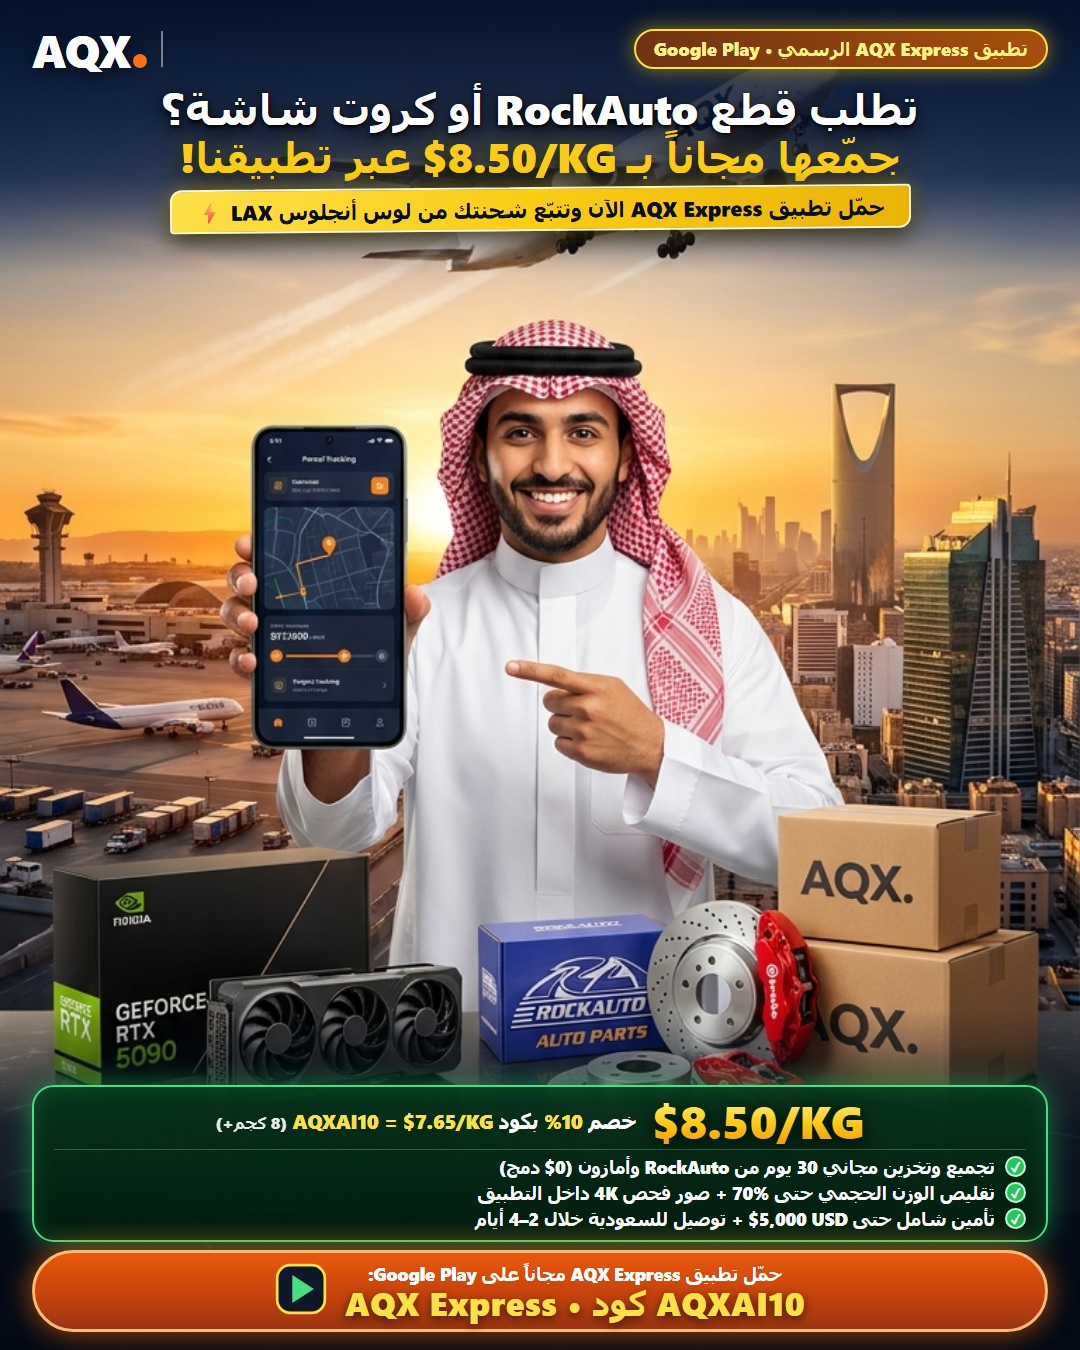 AQX.
تطبيق AQX Express الرسمي • Google Play
تطلب قطع RockAuto أو كروت شاشة؟
جمّعها مجاناً بـ $8.50/KG عبر تطبيقنا!
حمّل تطبيق AQX Express الآن وتتبّع شحنتك من لوس أنجلوس LAX
Tracking
AQX.
AQX.
GEFORCE
RTX
5090
RTX
ROCKAUTO
AUTO PARTS
$8.50/KG
خصم 10% بكود AQXAI10 = $7.65/KG (8 كجم+)
تجميع وتخزين مجاني 30 يوم من RockAuto وأمازون ($0 دمج)
تقليص الوزن الحجمي حتى 70% + صور فحص 4K داخل التطبيق
تأمين شامل حتى $5,000 USD + توصيل للسعودية خلال 2–4 أيام
حمّل تطبيق AQX Express مجاناً على Google Play:
AQXAI10 كود • AQX Express